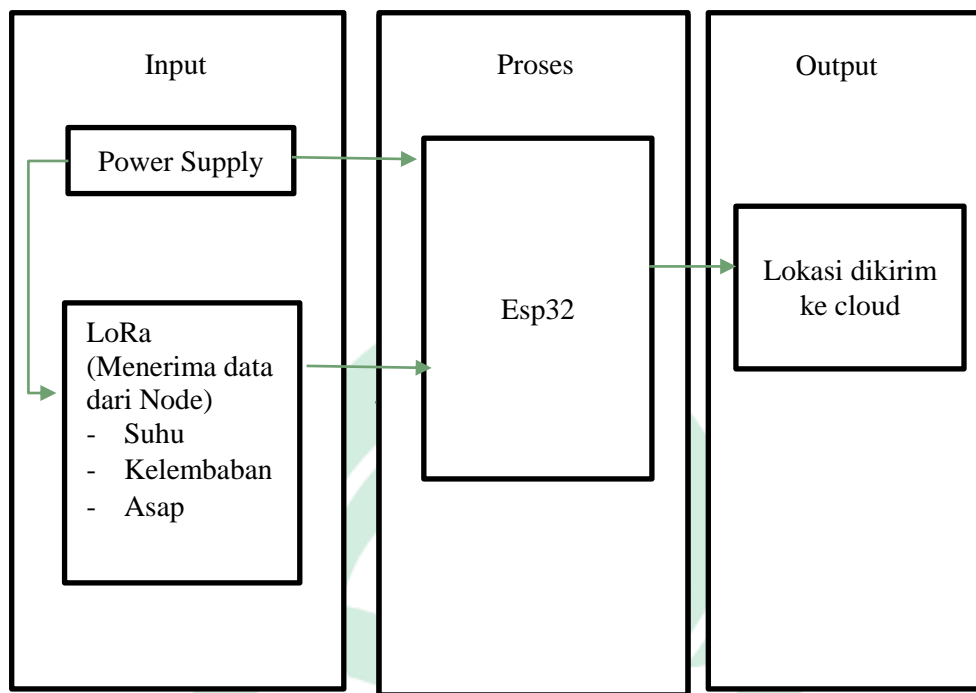 Input
Power Supply
LoRa
(Menerima data
dari Node)
- Suhu
- Kelembaban
- Asap
Proses
Esp32
Output
Lokasi dikirim
ke cloud